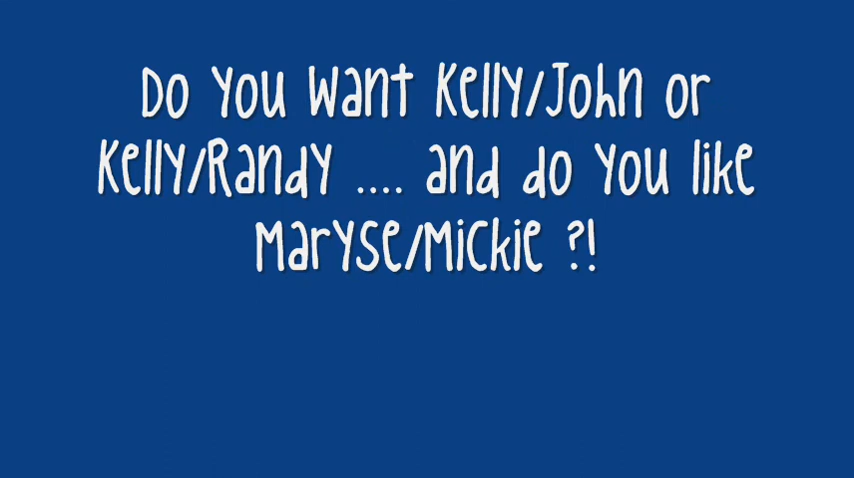 Do You Want Kelly/John or
Kelly/Randy .... and do You like
Maryse/Mickie ?!